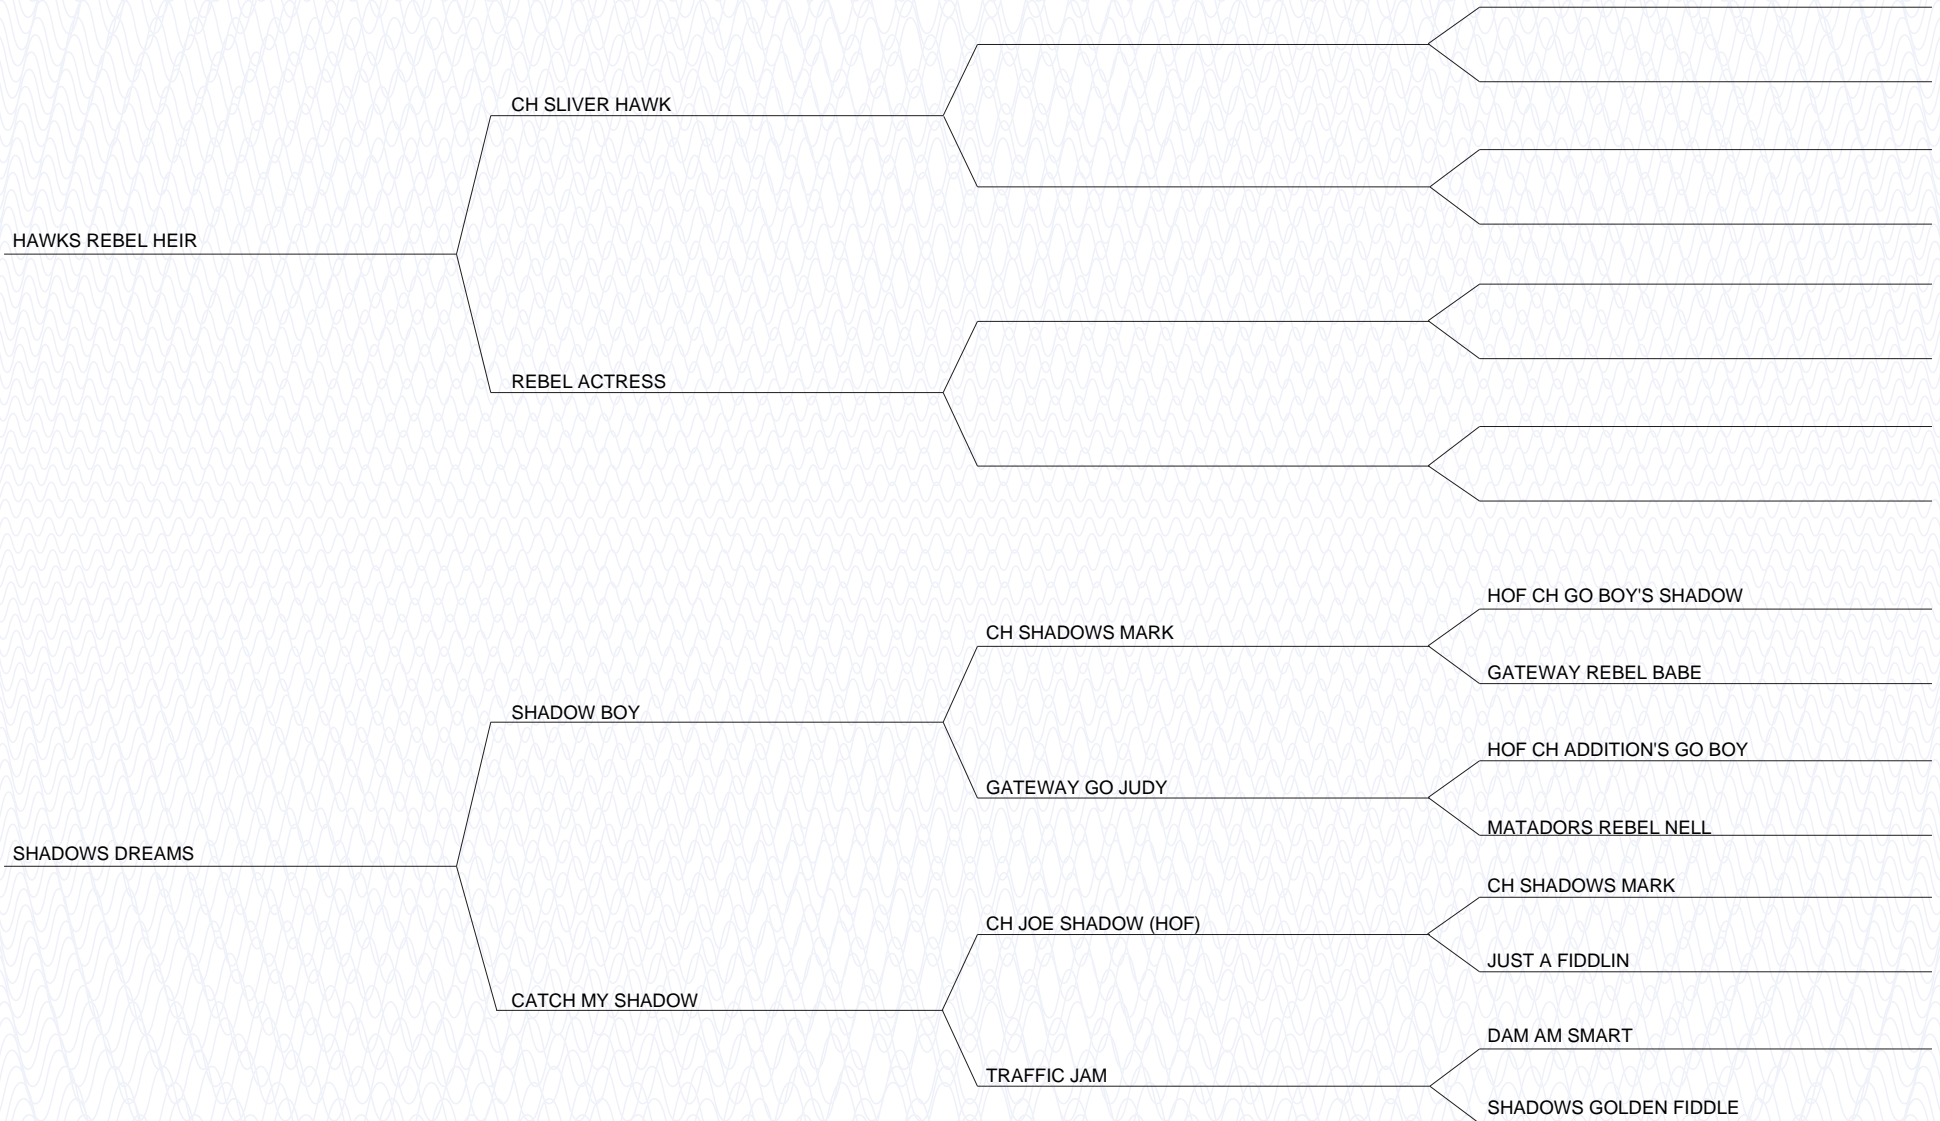 CH SLIVER HAWK
HAWKS REBEL HEIR
REBEL ACTRESS
HOF CH GO BOY'S SHADOW
CH SHADOWS MARK
GATEWAY REBEL BABE
SHADOW BOY
HOF CH ADDITION'S GO BOY
GATEWAY GO JUDY
MATADORS REBEL NELL
SHADOWS DREAMS
CH SHADOWS MARK
CH JOE SHADOW (HOF)
JUST A FIDDLIN
CATCH MY SHADOW
DAM AM SMART
TRAFFIC JAM
SHADOWS GOLDEN FIDDLE